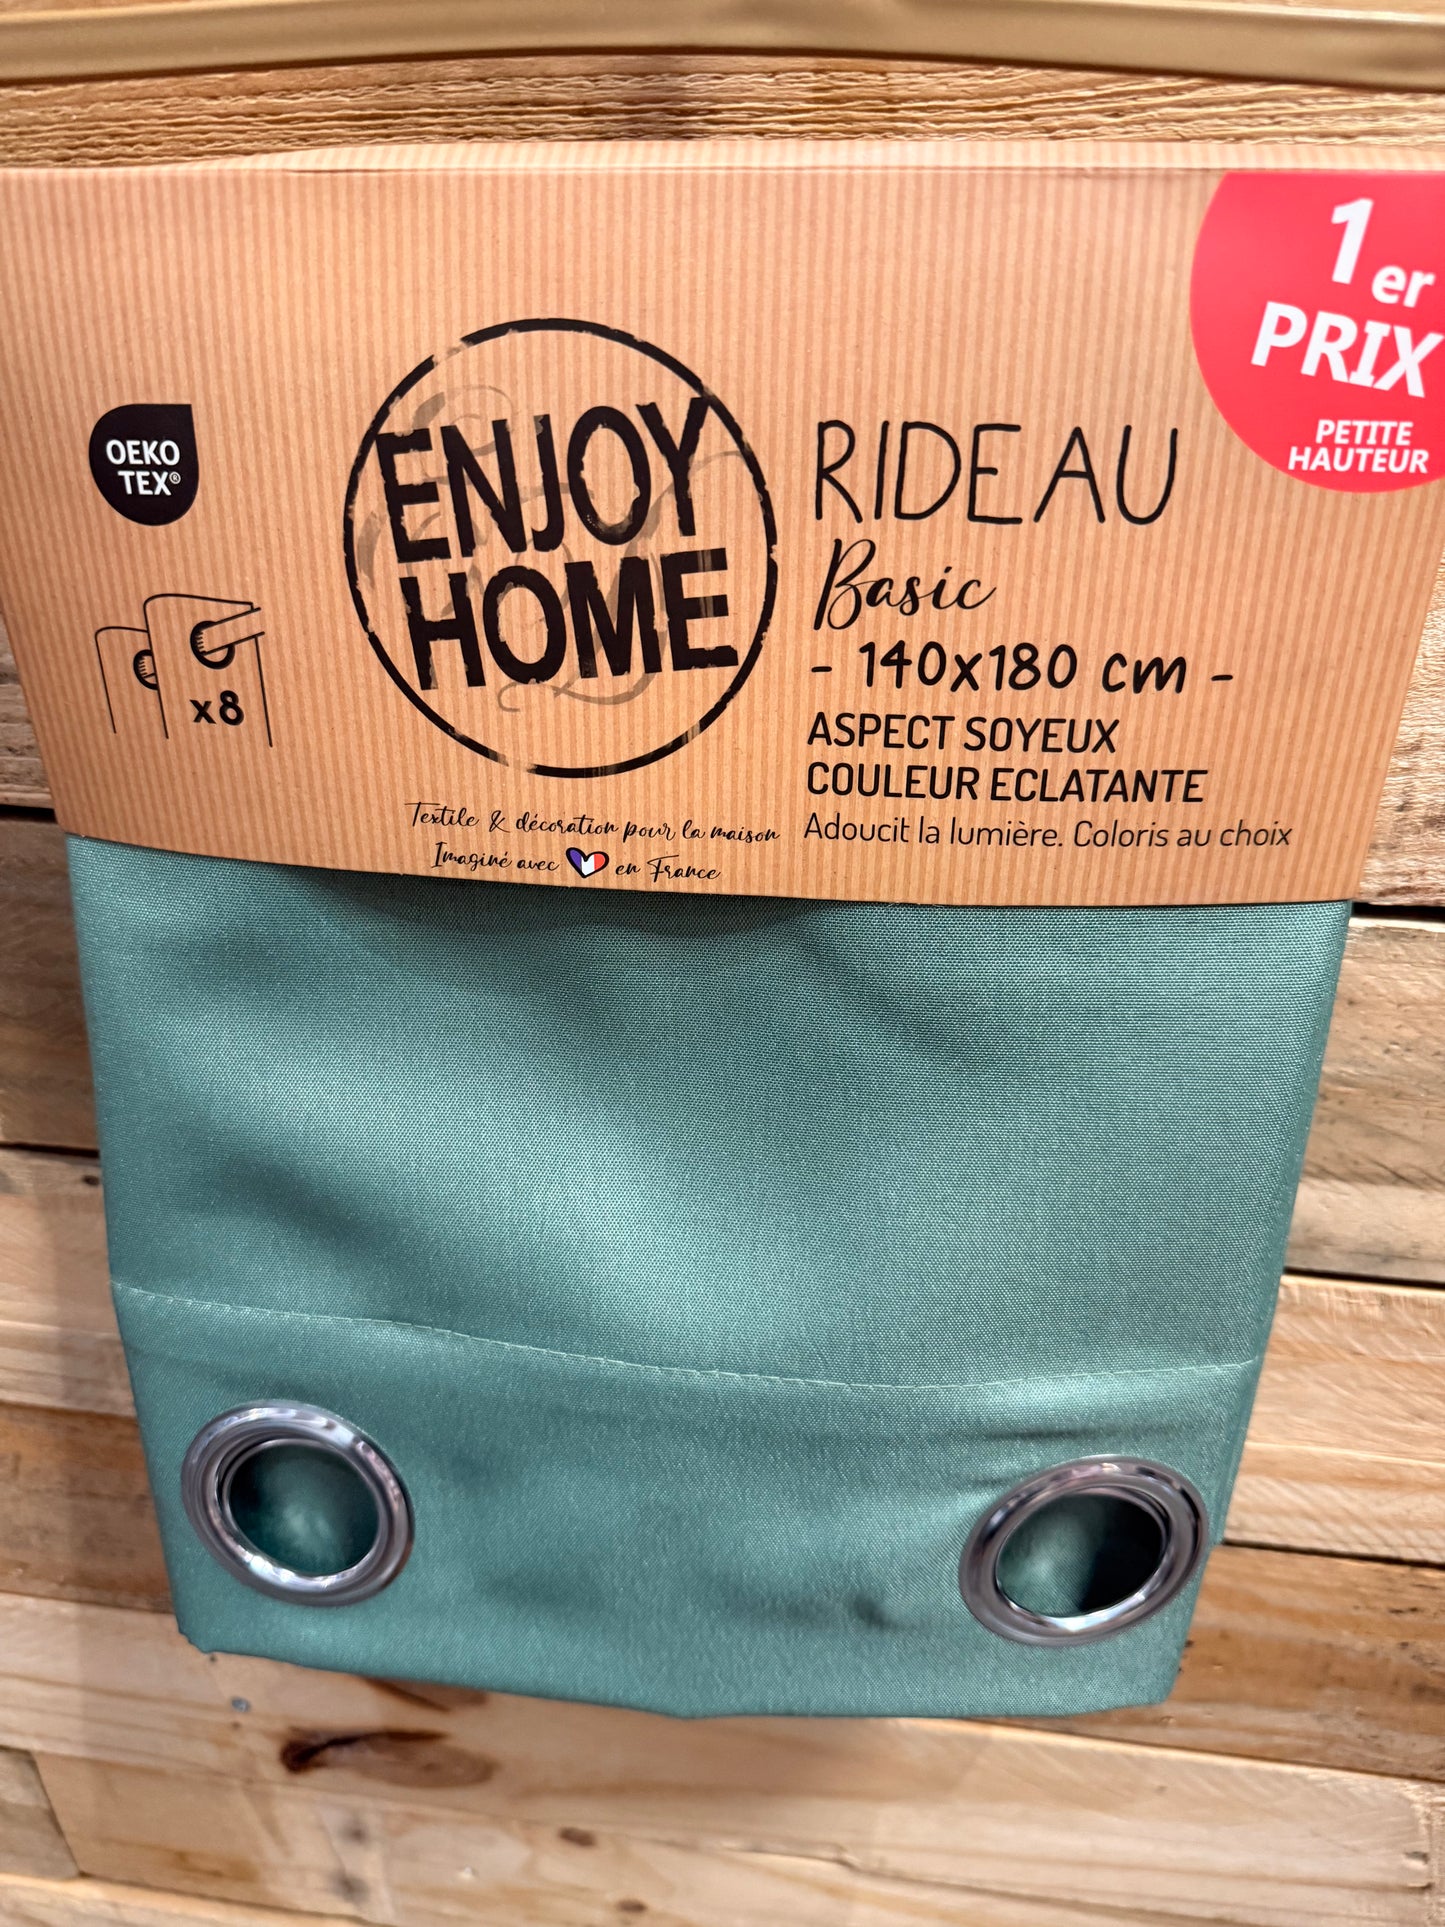 1er
PRIX
PETITE
HAUTEUR
OEKO
TEX®
x8
ENJOY
HOME
Textile & décoration pour la maison
Imaginé avec en France
RIDEAU
Basic
- 140x180 cm -
ASPECT SOYEUX
COULEUR ECLATANTE
Adoucit la lumière. Coloris au choix